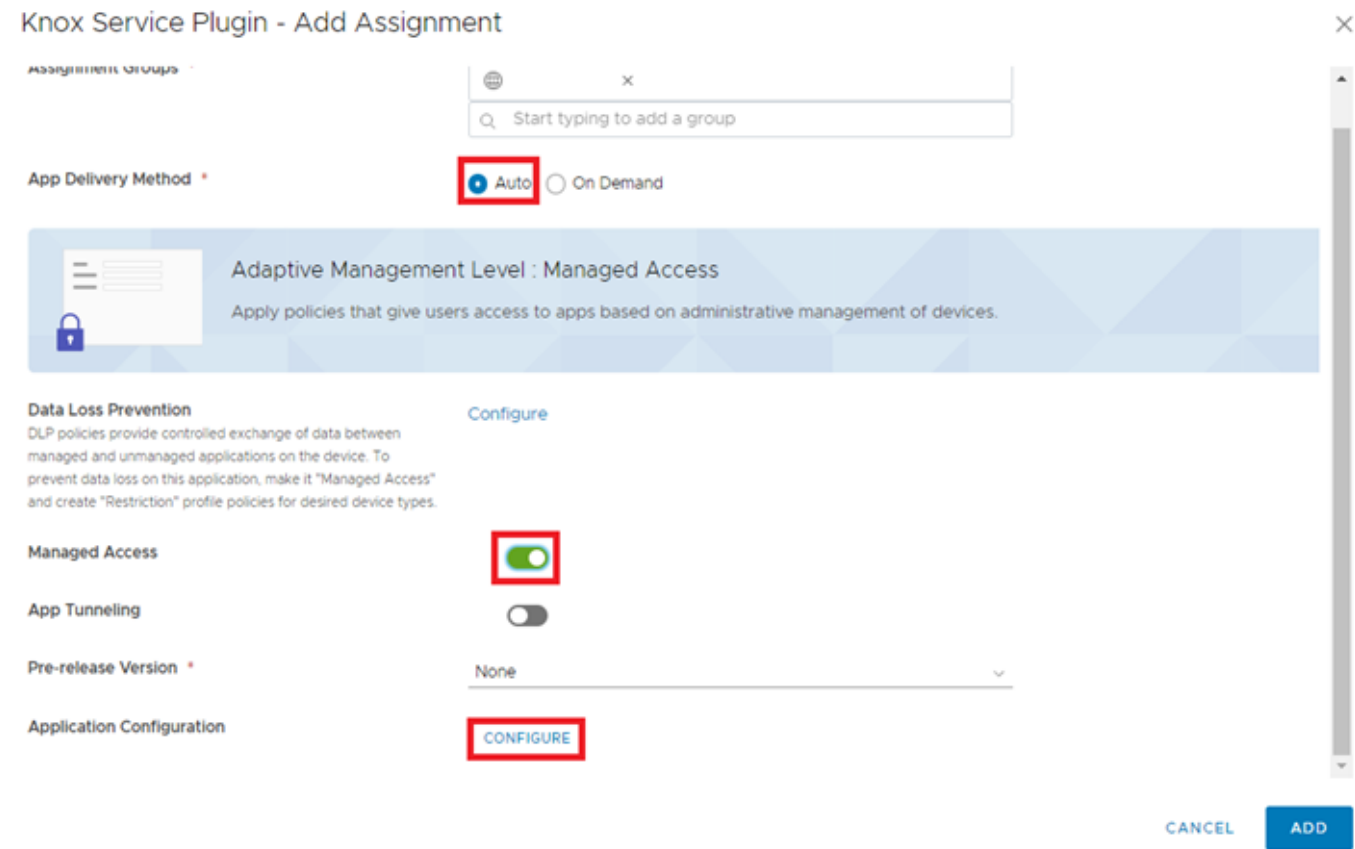 Knox Service Plugin - Add Assignment
Assignment Groups
Start typing to add a group
App Delivery Method *
Auto
On Demand
Adaptive Management Level : Managed Access
Apply policies that give users access to apps based on administrative management of devices.
Data Loss Prevention
Configure
DLP policies provide controlled exchange of data between
managed and unmanaged applications on the device. To
prevent data loss on this application, make it "Managed Access"
and create "Restriction" profile policies for desired device types.
Managed Access
App Tunneling
Pre-release Version *
None
Application Configuration
CONFIGURE
CANCEL
ADD